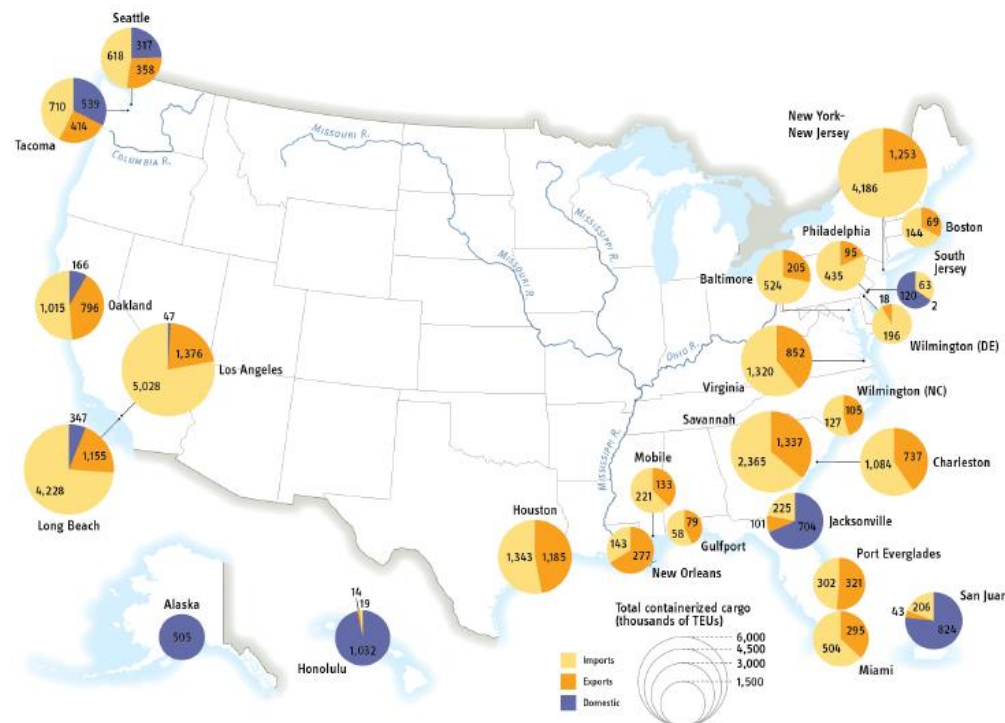 Seattle
317
618
358
710
539
414
Tacoma
COLUMBIA R.
MISSOURI R.
MISSISSIPPI R.
MISSOURI R.
OHIO R.
MISSISSIPPI R.
New York-
New Jersey
1,253
4,186
69
144
Boston
Philadelphia
95
435
South
Jersey
63
120
2
Baltimore
205
524
18
196
Wilmington (DE)
166
1,015
796
Oakland
47
1,376
5,028
Los Angeles
347
1,155
4,228
Long Beach
852
1,320
Virginia
Wilmington (NC)
105
127
Savannah
1,337
2,365
737
1,084
Charleston
Mobile
133
221
Houston
1,343
1,185
143
277
New Orleans
79
58
Gulfport
225
101
704
Jacksonville
Port Everglades
302
321
295
504
Miami
San Juan
206
43
824
Alaska
505
14
19
1,032
Honolulu
Total containerized cargo
(thousands of TEUs)
6,000
4,500
3,000
1,500
Imports
Exports
Domestic